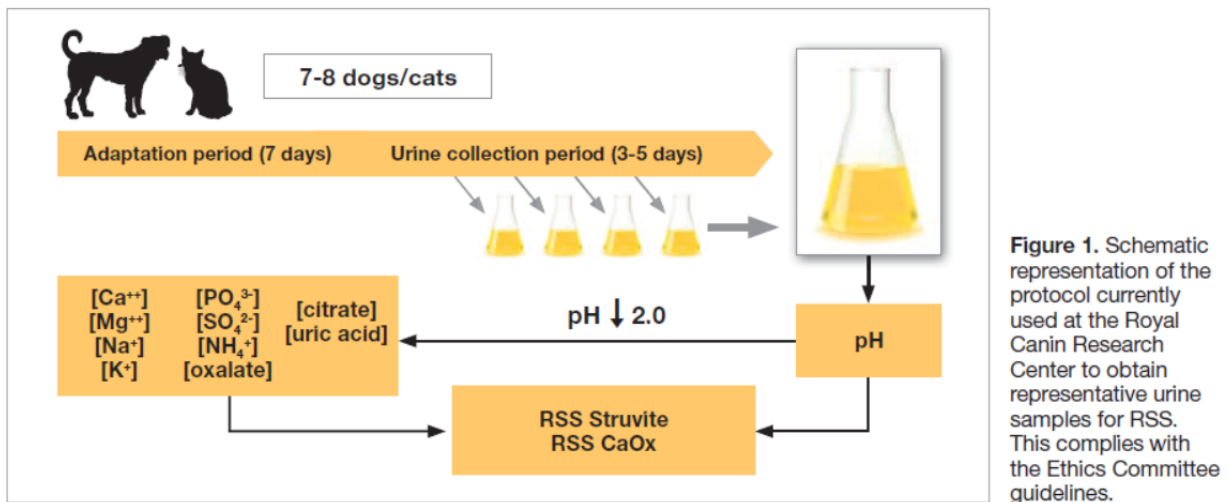 7-8 dogs/cats
Adaptation period (7 days)
Urine collection period (3-5 days)
[Ca⁺⁺]
[Mg⁺⁺]
[Na⁺]
[K⁺]
[PO₄³⁻]
[SO₄²⁻]
[NH₄⁺]
[oxalate]
[citrate]
[uric acid]
pH ↓ 2.0
pH
RSS Struvite
RSS CaOx
Figure 1. Schematic
representation of the
protocol currently
used at the Royal
Canin Research
Center to obtain
representative urine
samples for RSS.
This complies with
the Ethics Committee
guidelines.